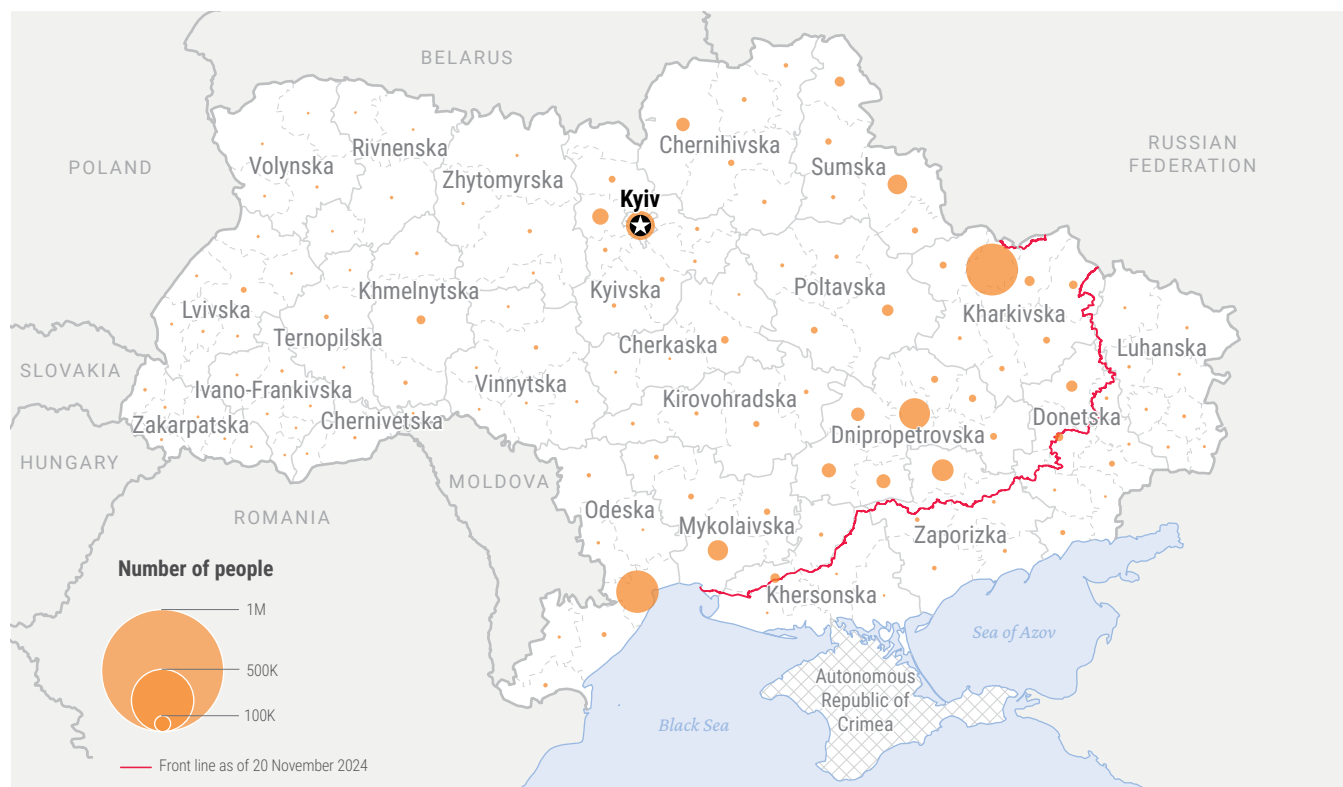 BELARUS
RUSSIAN
FEDERATION
POLAND
Volynska
Rivnenska
Zhytomyrska
Chernihivska
Sumska
Kyiv
Lvivska
Khmelnytska
Ternopilska
Kyivska
Poltavska
Kharkivska
Cherkaska
Luhanska
SLOVAKIA
Ivano-Frankivska
Vinnytska
Kirovohradska
Zakarpatska
Chernivetska
Dnipropetrovska
Donetska
HUNGARY
MOLDOVA
ROMANIA
Odeska
Mykolaivska
Zaporizka
Khersonska
Sea of Azov
Autonomous
Republic of
Crimea
Black Sea
Number of people
1M
500K
100K
Front line as of 20 November 2024